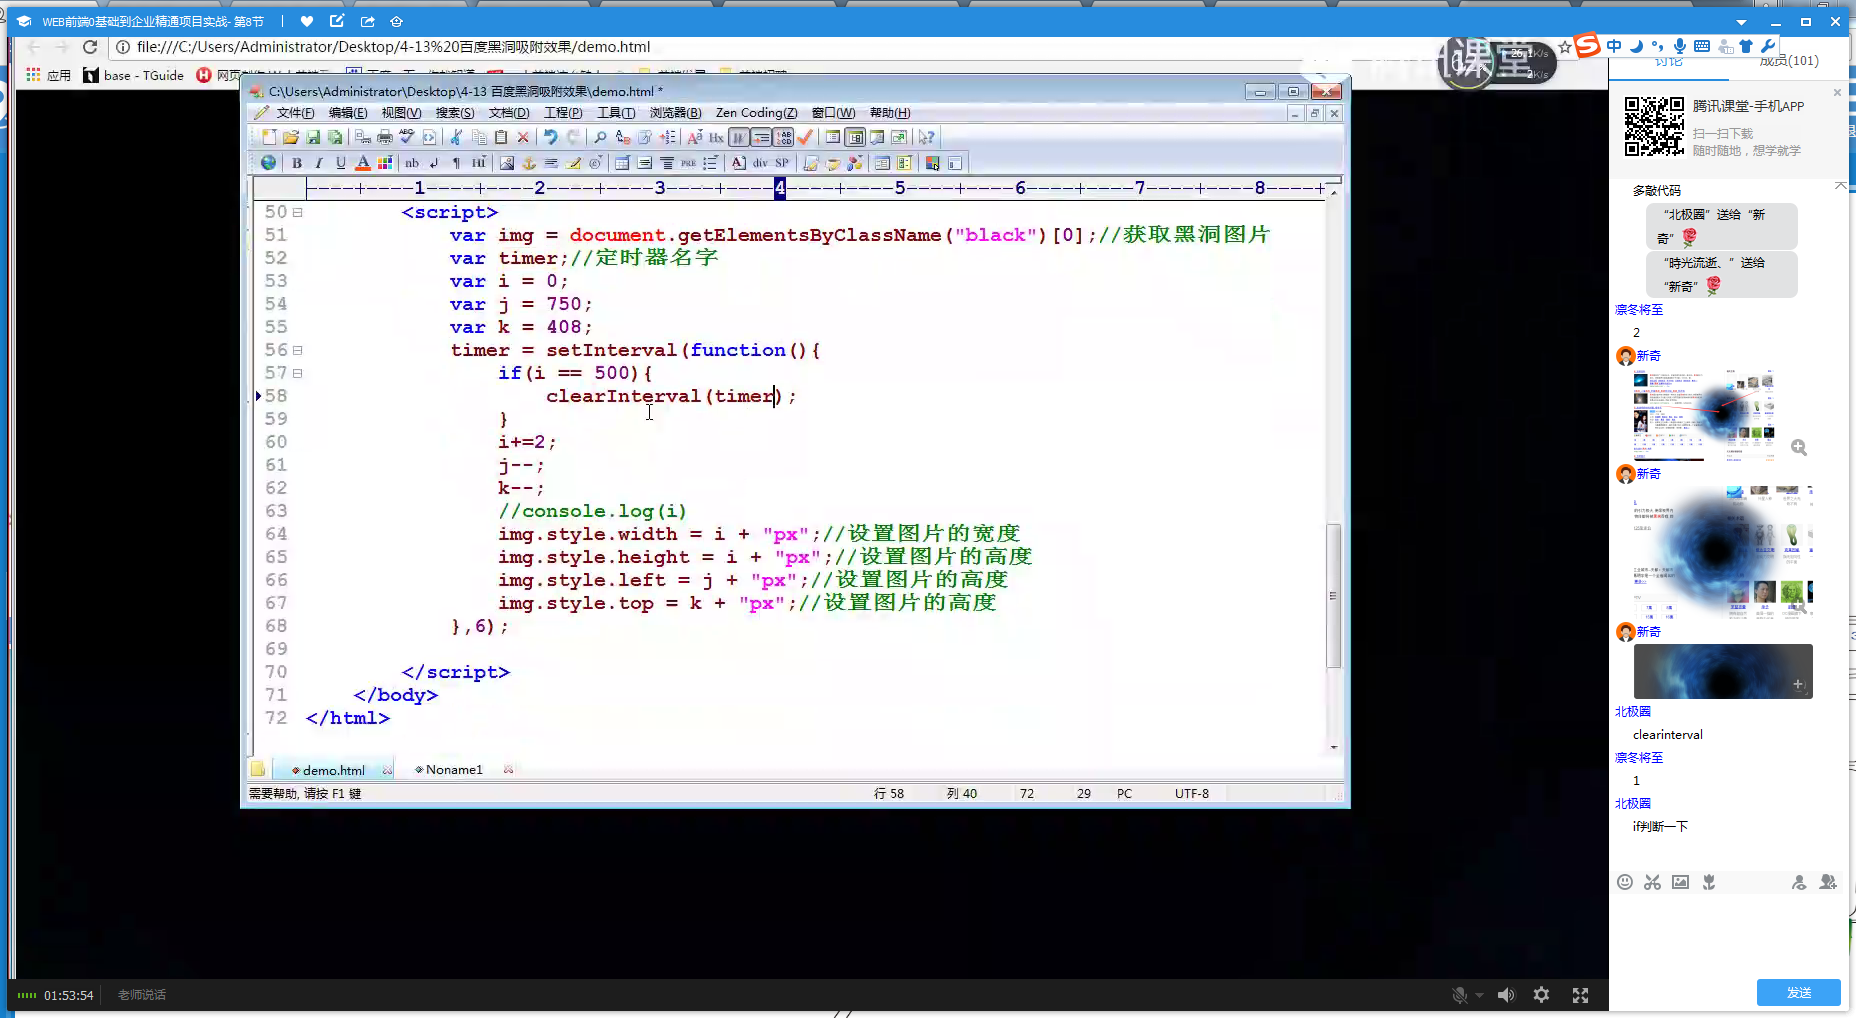 WEB前端0基础到企业精通项目实战- 第8节
file:///C:/Users/Administrator/Desktop/4-13%20百度黑洞吸附效果/demo.html
应用
base - TGuide
课堂
中
讨论
成员(101)
C:\Users\Administrator\Desktop\4-13 百度黑洞吸附效果\demo.html *
文件(F) 编辑(E) 视图(V) 搜索(S) 文档(D) 工程(P) 工具(T) 浏览器(B) Zen Coding(Z) 窗口(W) 帮助(H)
----+----1----+----2----+----3----+----4----+----5----+----6----+----7----+----8----+
50 <script>
51 var img = document.getElementsByClassName("black")[0];//获取黑洞图片
52 var timer;//定时器名字
53 var i = 0;
54 var j = 750;
55 var k = 408;
56 timer = setInterval(function(){
57 if(i == 500){
58 clearInterval(timer);
59 }
60 i+=2;
61 j--;
62 k--;
63 //console.log(i)
64 img.style.width = i + "px";//设置图片的宽度
65 img.style.height = i + "px";//设置图片的高度
66 img.style.left = j + "px";//设置图片的高度
67 img.style.top = k + "px";//设置图片的高度
68 },6);
69
70 </script>
71 </body>
72 </html>
demo.html
Noname1
需要帮助, 请按 F1 键
行 58 列 40 72 29 PC UTF-8
腾讯课堂-手机APP
扫一扫下载
随时随地，想学就学
多敲代码
“北极圈”送给“新
奇”
“時光流逝、”送给
“新奇”
凛冬将至
2
新奇
新奇
新奇
北极圈
clearinterval
凛冬将至
1
北极圈
if判断一下
发送
01:53:54
老师说话